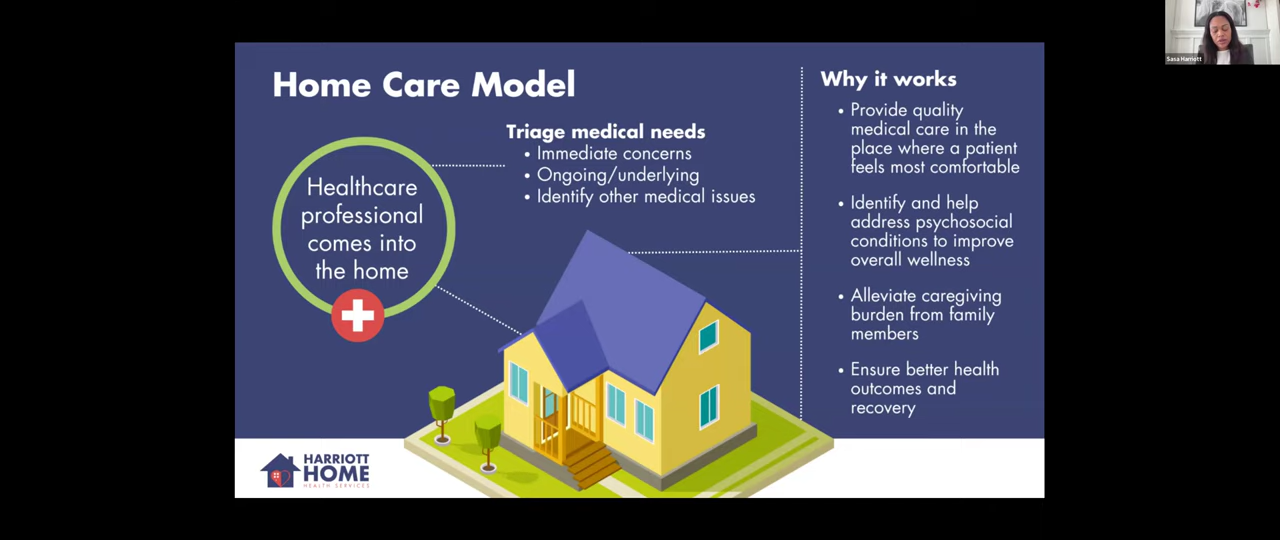 Home Care Model
Healthcare
professional
comes into
the home
Triage medical needs
• Immediate concerns
• Ongoing/underlying
• Identify other medical issues
Why it works
• Provide quality
medical care in the
place where a patient
feels most comfortable
• Identify and help
address psychosocial
conditions to improve
overall wellness
• Alleviate caregiving
burden from family
members
• Ensure better health
outcomes and
recovery
HARRIOTT
HOME
HEALTH SERVICES
Sasa Harriott